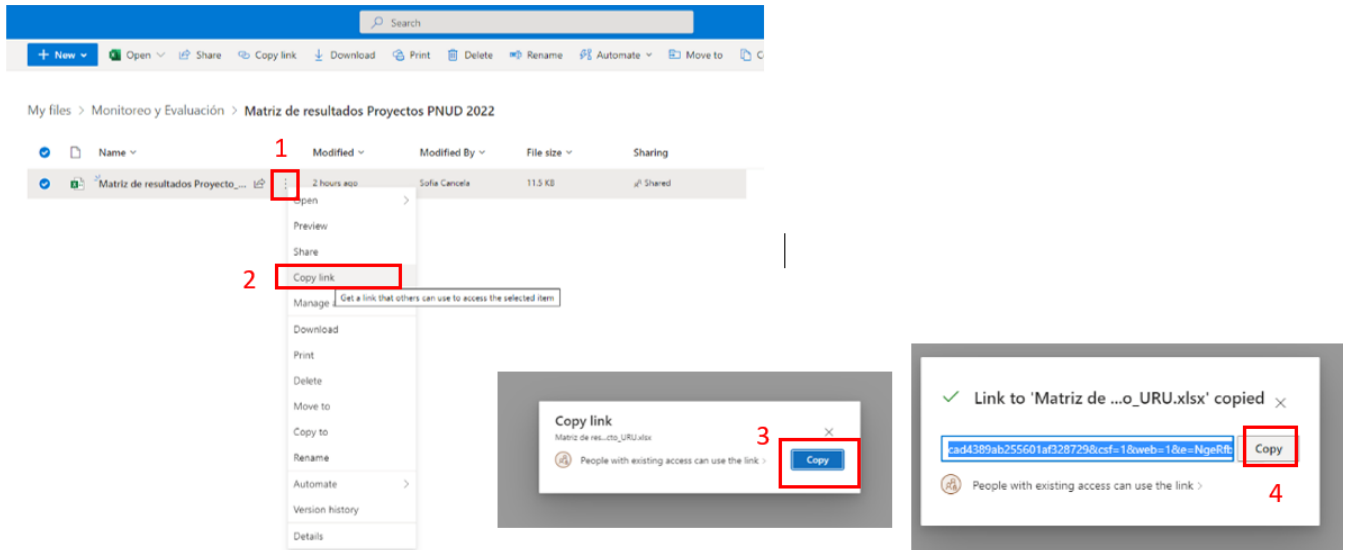 Search
+ New Open Share Copy link Download Print Delete Rename Automate Move to
My files > Monitoreo y Evaluación > Matriz de resultados Proyectos PNUD 2022
1
Name Modified Modified By File size Sharing
Matriz de resultados Proyecto_... 2 hours ago Sofia Cancela 11.5 KB Shared
Open
Preview
Share
2
Copy link
Get a link that others can use to access the selected item
Manage
Download
Print
Delete
Move to
Copy to
Rename
Automate
Version history
Details
Copy link
Matriz de res...cto_URU.xlsx
3
People with existing access can use the link >
Copy
Link to 'Matriz de ...o_URU.xlsx' copied
cad4389ab255601af328729&csf=1&web=1&e=NgeRfb
Copy
People with existing access can use the link >
4